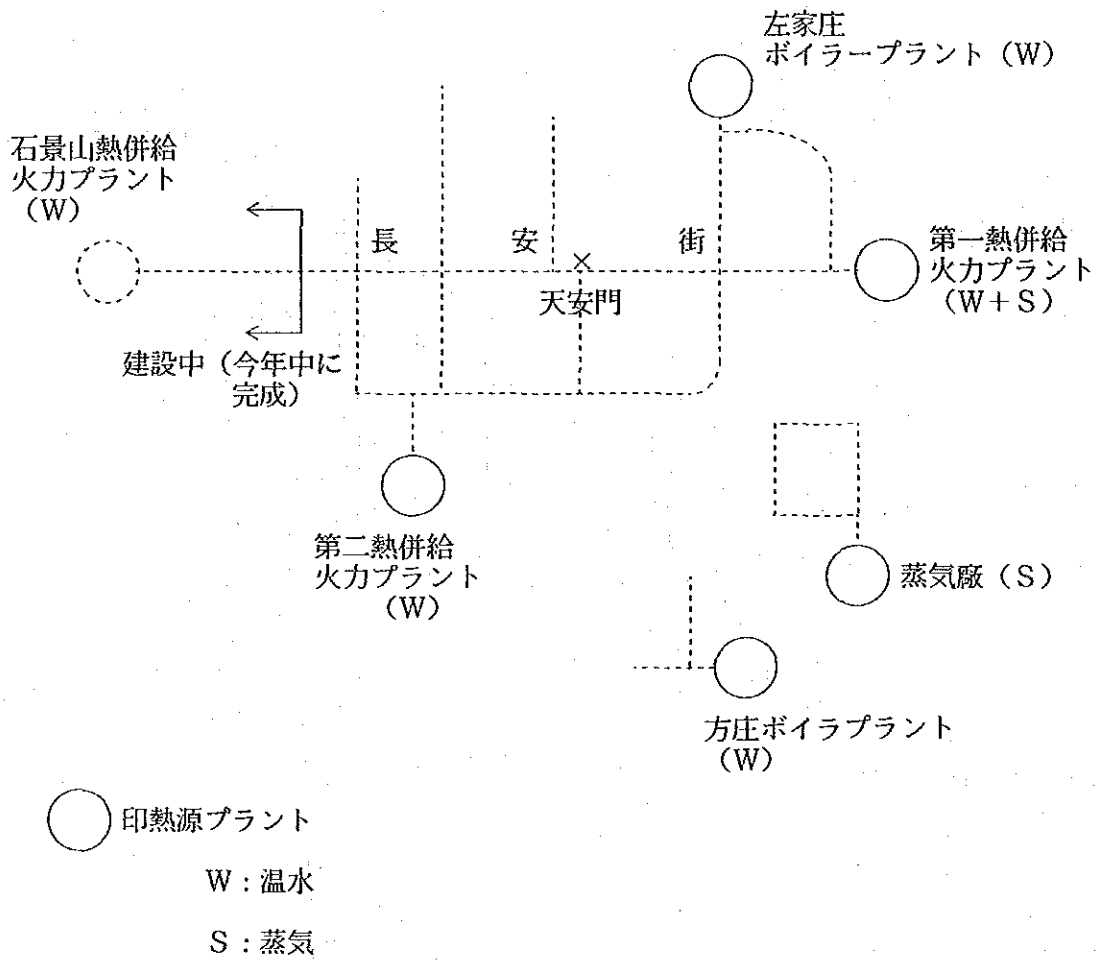 左家庄
ボイラープラント（W）
石景山熱併給
火力プラント
（W）
長 安 街
×
天安門
第一熱併給
火力プラント
（W＋S）
建設中（今年中に
完成）
第二熱併給
火力プラント
（W）
蒸気廠（S）
方庄ボイラプラント
（W）
印熱源プラント
W：温水
S：蒸気